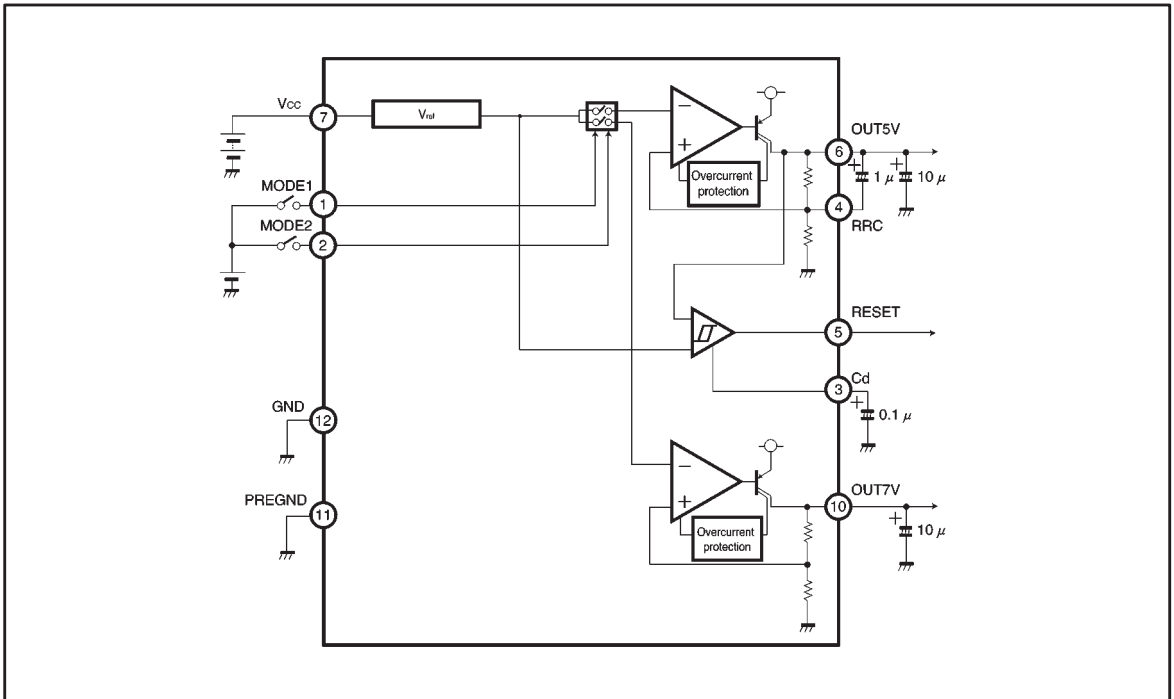 Vcc
7
Vref
OUT5V
−
+
6
+
1 μ
+
10 μ
Overcurrent
protection
MODE1
1
4
RRC
MODE2
2
RESET
5
Cd
3
+
0.1 μ
GND
12
−
+
OUT7V
10
+
10 μ
PREGND
11
Overcurrent
protection